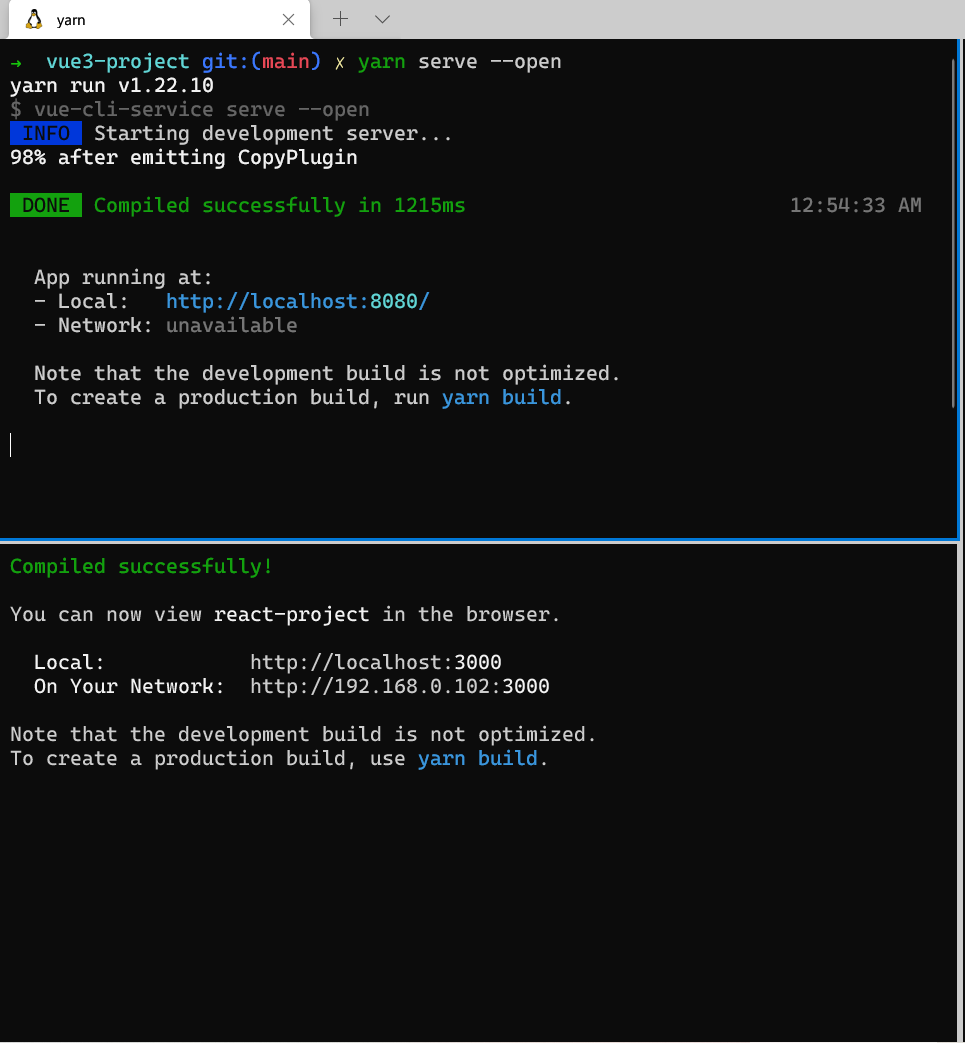 yarn
→ vue3-project git:(main) ✗ yarn serve --open
yarn run v1.22.10
$ vue-cli-service serve --open
INFO Starting development server...
98% after emitting CopyPlugin
DONE Compiled successfully in 1215ms 12:54:33 AM
App running at:
- Local: http://localhost:8080/
- Network: unavailable
Note that the development build is not optimized.
To create a production build, run yarn build.
Compiled successfully!
You can now view react-project in the browser.
Local: http://localhost:3000
On Your Network: http://192.168.0.102:3000
Note that the development build is not optimized.
To create a production build, use yarn build.